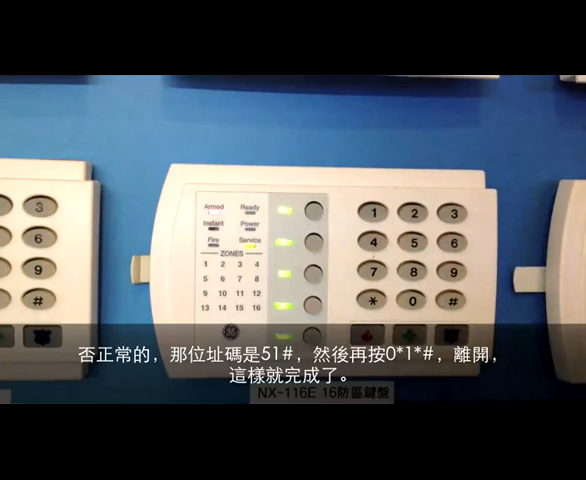 3
6
9
#
Armed Ready
Instant Power
Fire Service
ZONES
1 2 3 4
5 6 7 8
9 10 11 12
13 14 15 16
1 2 3
4 5 6
7 8 9
* 0 #
否正常的，那位址碼是51#，然後再按0*1*#，離開，
這樣就完成了。
NX-116E 16防區鍵盤